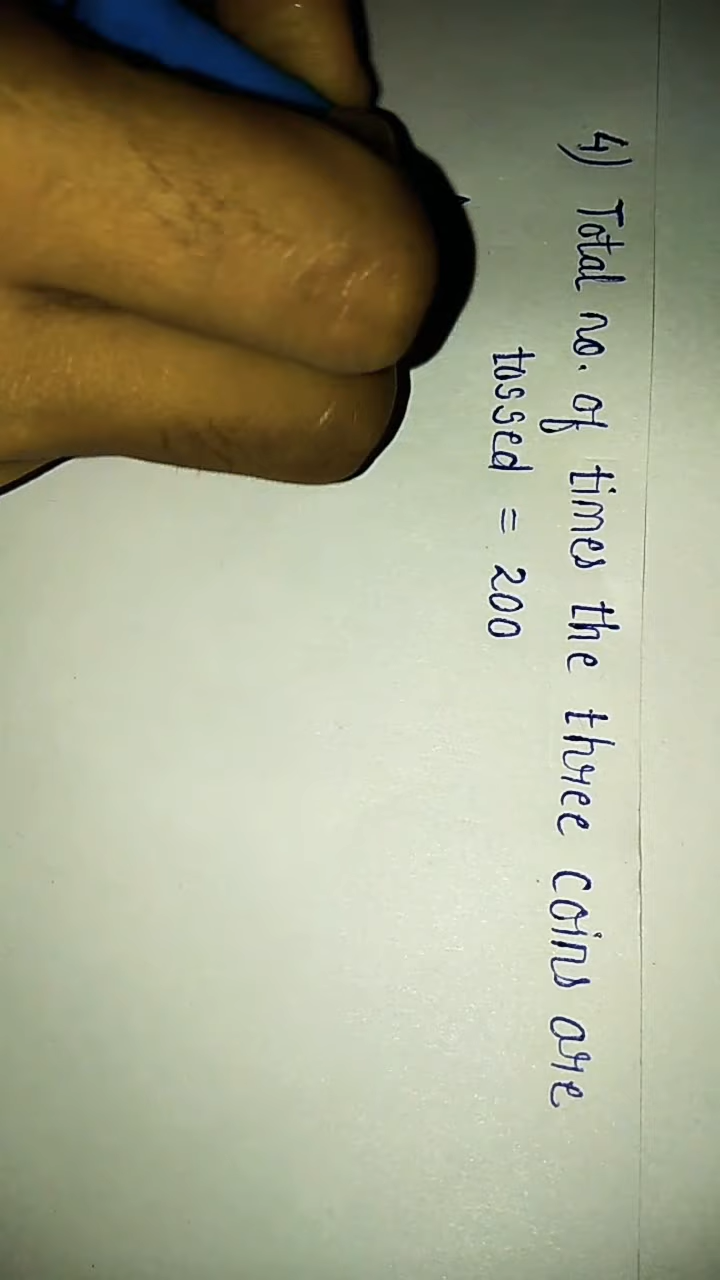 4) Total no. of times the three coins are
tossed = 200